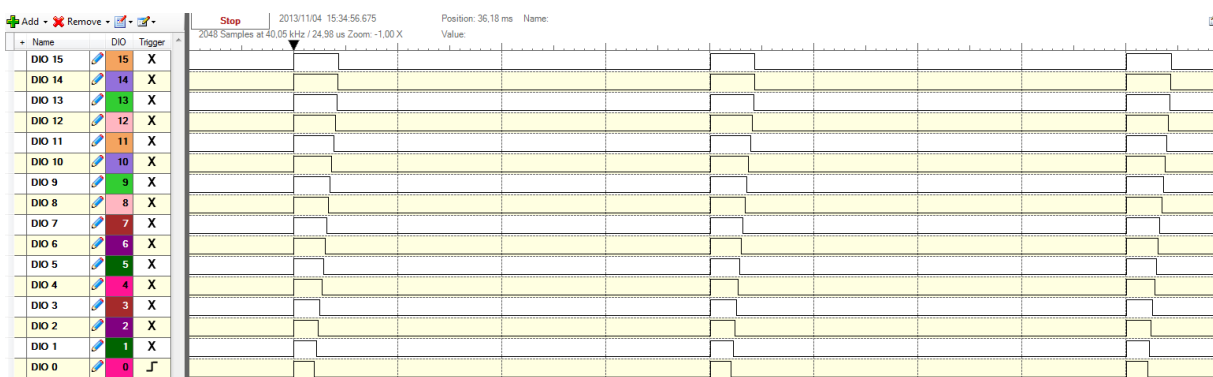 Add Remove Stop 2013/11/04 15:34:56.675 Position: 36,18 ms Name:
2048 Samples at 40,05 kHz / 24,98 us Zoom: -1,00 X Value:
+ Name DIO Trigger
DIO 15 15 X
DIO 14 14 X
DIO 13 13 X
DIO 12 12 X
DIO 11 11 X
DIO 10 10 X
DIO 9 9 X
DIO 8 8 X
DIO 7 7 X
DIO 6 6 X
DIO 5 5 X
DIO 4 4 X
DIO 3 3 X
DIO 2 2 X
DIO 1 1 X
DIO 0 0